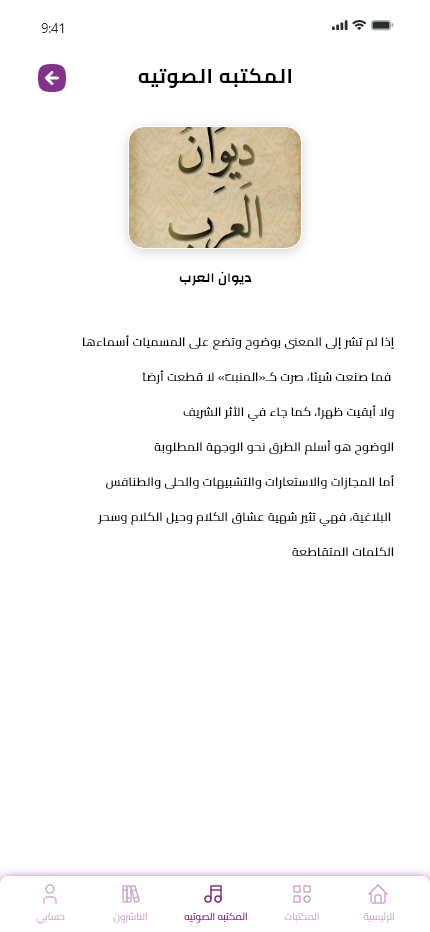 9:41
المكتبه الصوتيه
ديوان
العرب
ديوان العرب
إذا لم تشر إلى المعنى بوضوح وتضع على المسميات أسماءها
فما صنعت شيئاً، صرت كـ«المنبتّ» لا قطعت أرضاً
ولا أبقيت ظهراً، كما جاء في الأثر الشريف
الوضوح هو أسلم الطرق نحو الوجهة المطلوبة
أما المجازات والاستعارات والتشبيهات والحلى والطنافس
البلاغية، فهي تثير شهية عشاق الكلام وحيل الكلام وسحر
الكلمات المتقاطعة
الرئيسية
المكتبات
المكتبه الصوتيه
الناشرون
حسابي